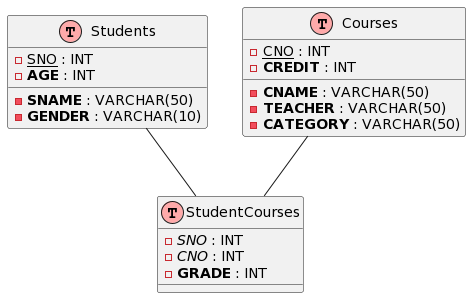 T Students
SNO : INT
AGE : INT
SNAME : VARCHAR(50)
GENDER : VARCHAR(10)
T Courses
CNO : INT
CREDIT : INT
CNAME : VARCHAR(50)
TEACHER : VARCHAR(50)
CATEGORY : VARCHAR(50)
T StudentCourses
SNO : INT
CNO : INT
GRADE : INT